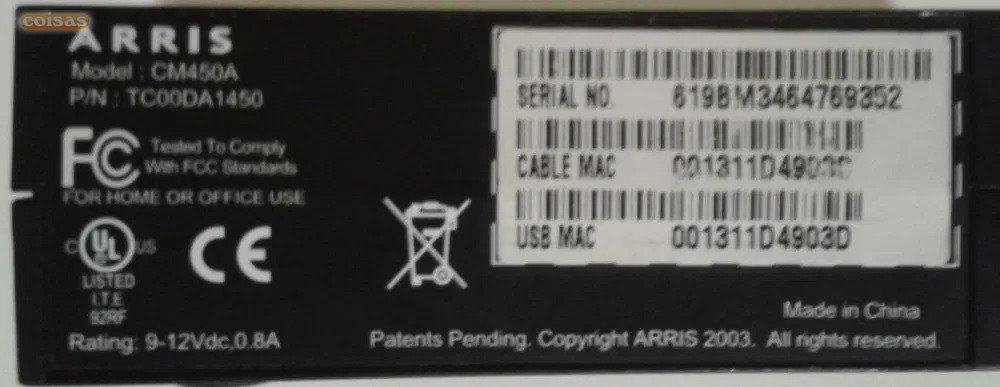 coisas
ARRIS
Model : CM450A
P/N : TC00DA1450
FC Tested To Comply
With FCC Standards
FOR HOME OR OFFICE USE
C UL US
LISTED
I.T.E
92RF
CE
Rating: 9-12Vdc,0.8A
SERIAL NO. 619BM3464769352
CABLE MAC
USB MAC 001311D4903D
Made in China
Patents Pending. Copyright ARRIS 2003. All rights reserved.